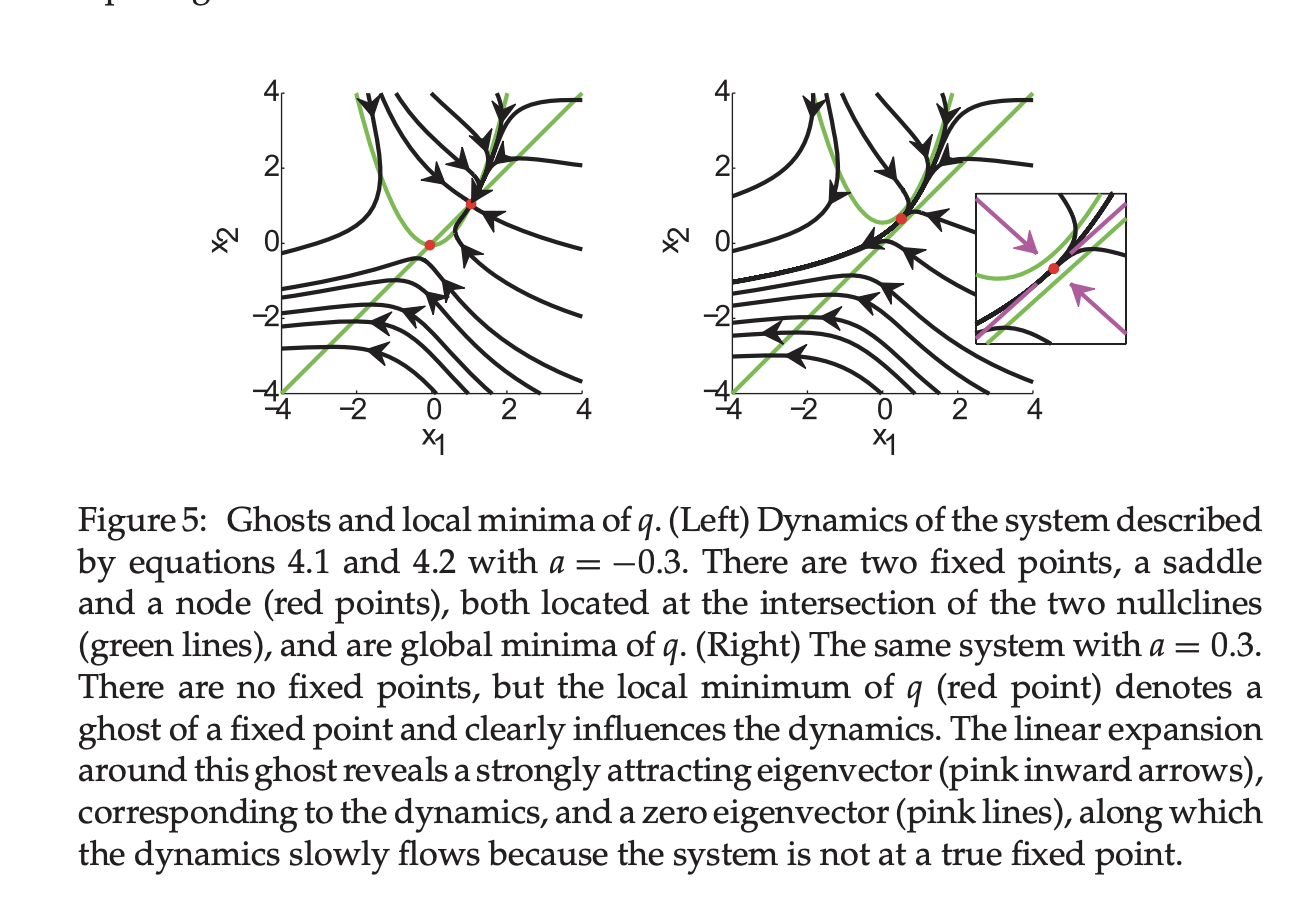 4
2
0
−2
−4
x2
−4 −2 0 2 4
x1
4
2
0
−2
−4
x2
−4 −2 0 2 4
x1
Figure 5: Ghosts and local minima of q. (Left) Dynamics of the system described
by equations 4.1 and 4.2 with a = −0.3. There are two fixed points, a saddle
and a node (red points), both located at the intersection of the two nullclines
(green lines), and are global minima of q. (Right) The same system with a = 0.3.
There are no fixed points, but the local minimum of q (red point) denotes a
ghost of a fixed point and clearly influences the dynamics. The linear expansion
around this ghost reveals a strongly attracting eigenvector (pink inward arrows),
corresponding to the dynamics, and a zero eigenvector (pink lines), along which
the dynamics slowly flows because the system is not at a true fixed point.